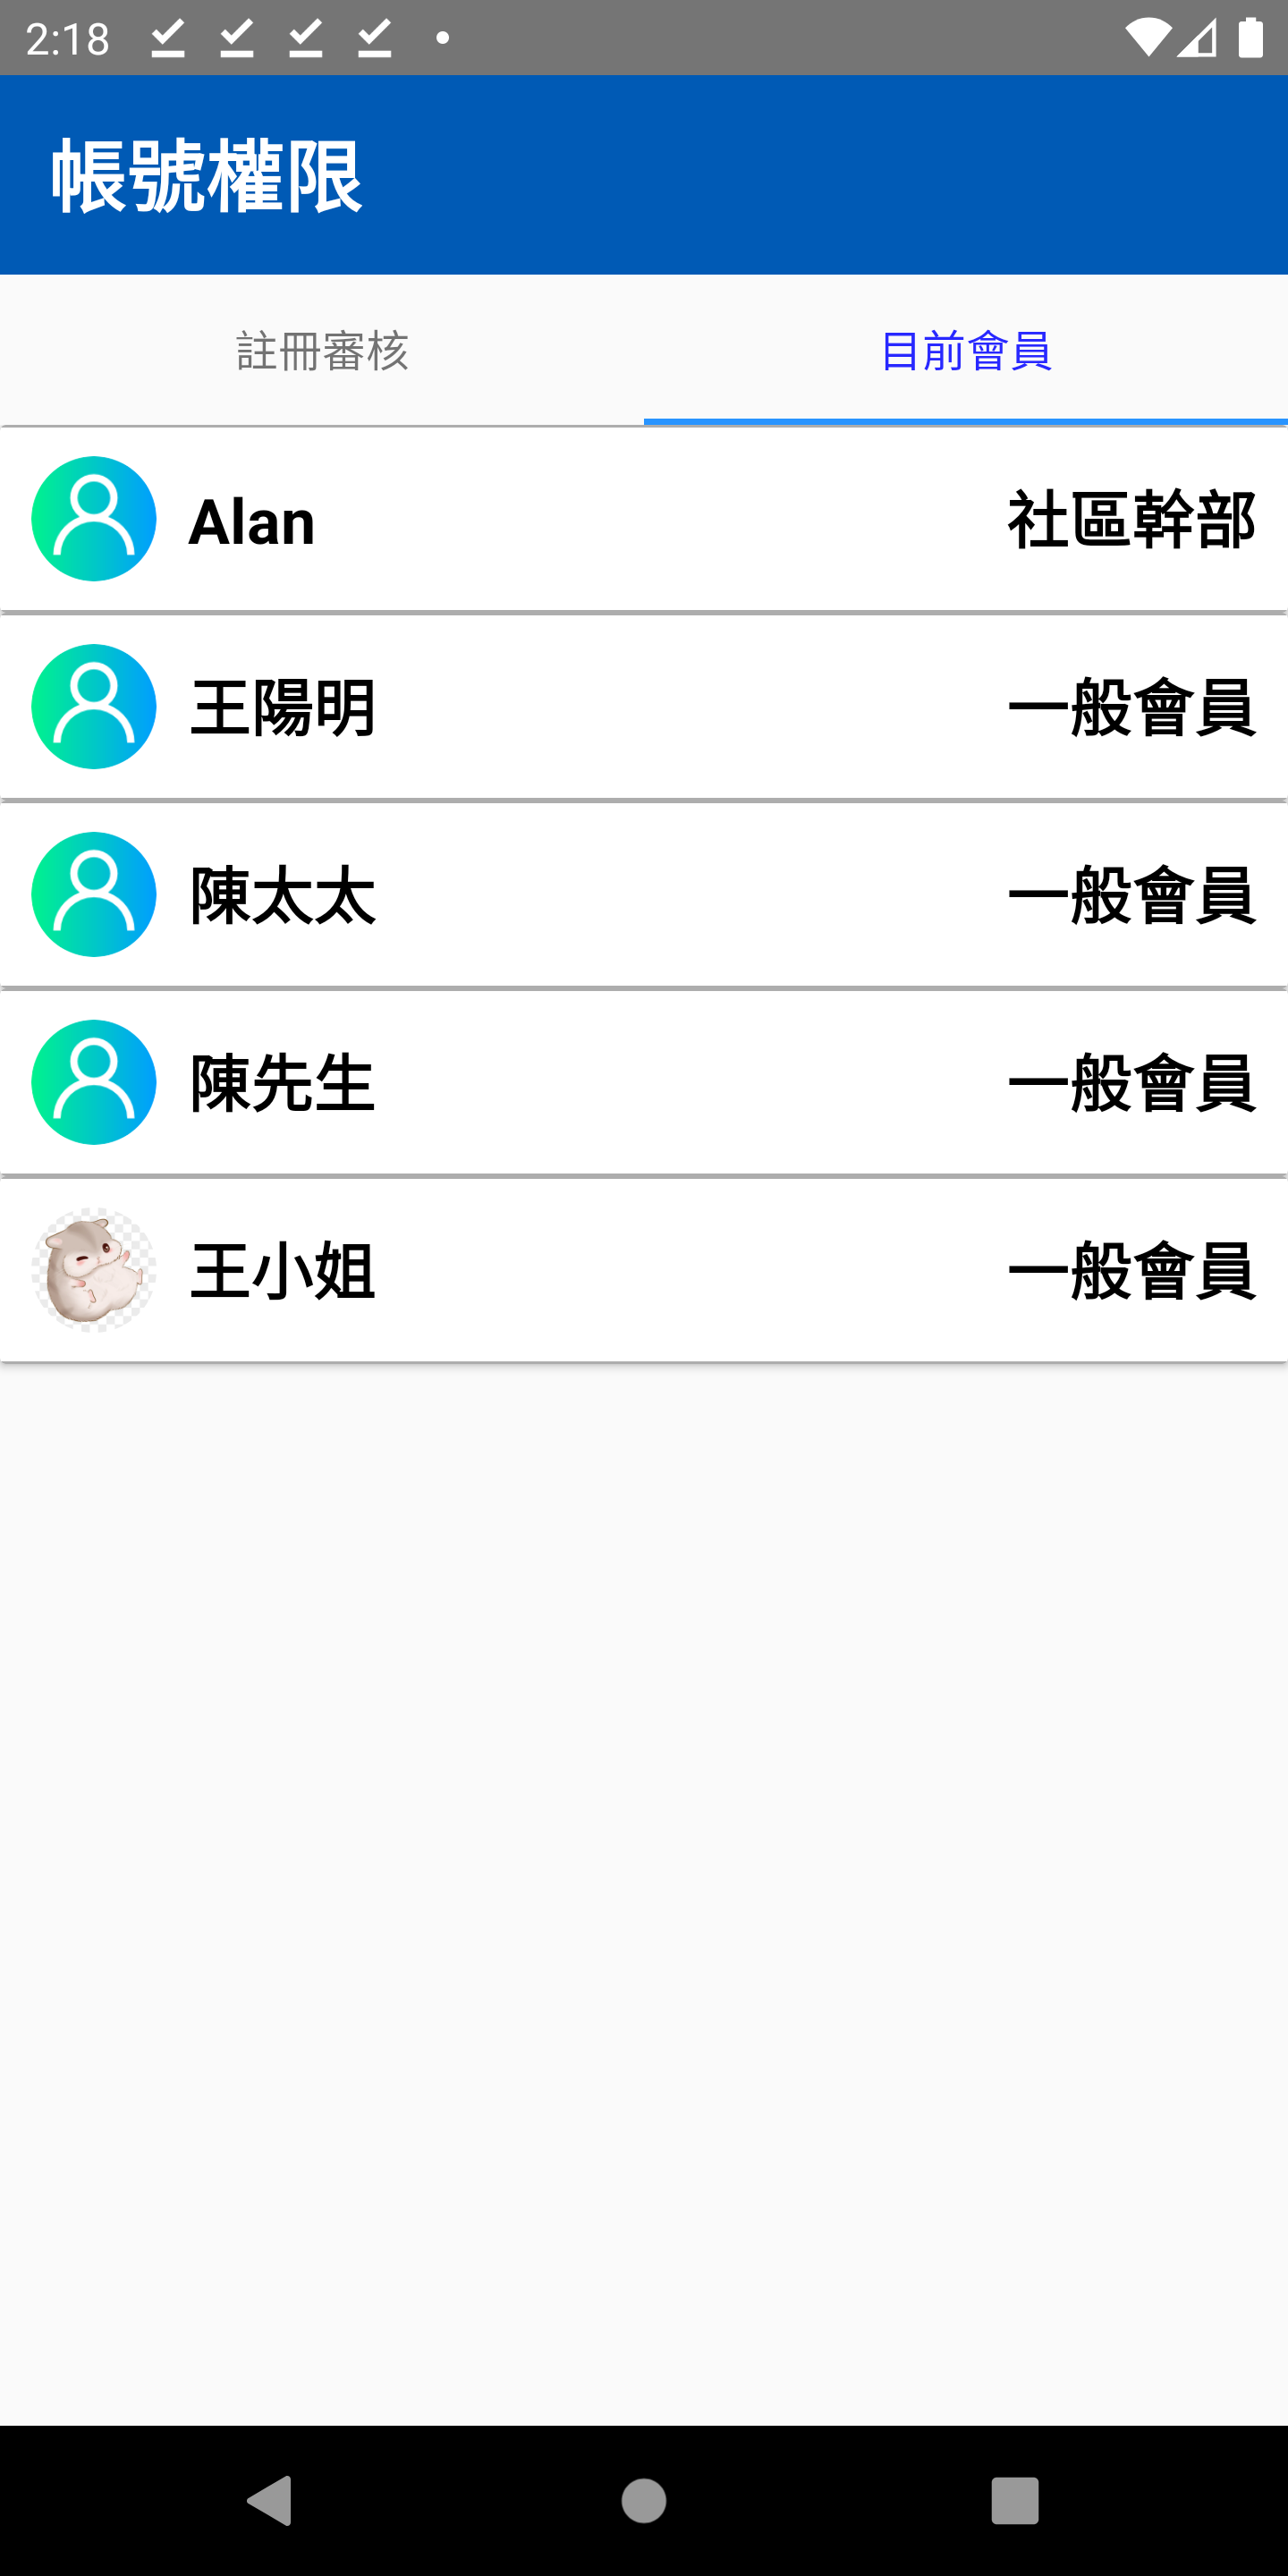 2:18
帳號權限
註冊審核 目前會員
Alan 社區幹部
王陽明 一般會員
陳太太 一般會員
陳先生 一般會員
王小姐 一般會員